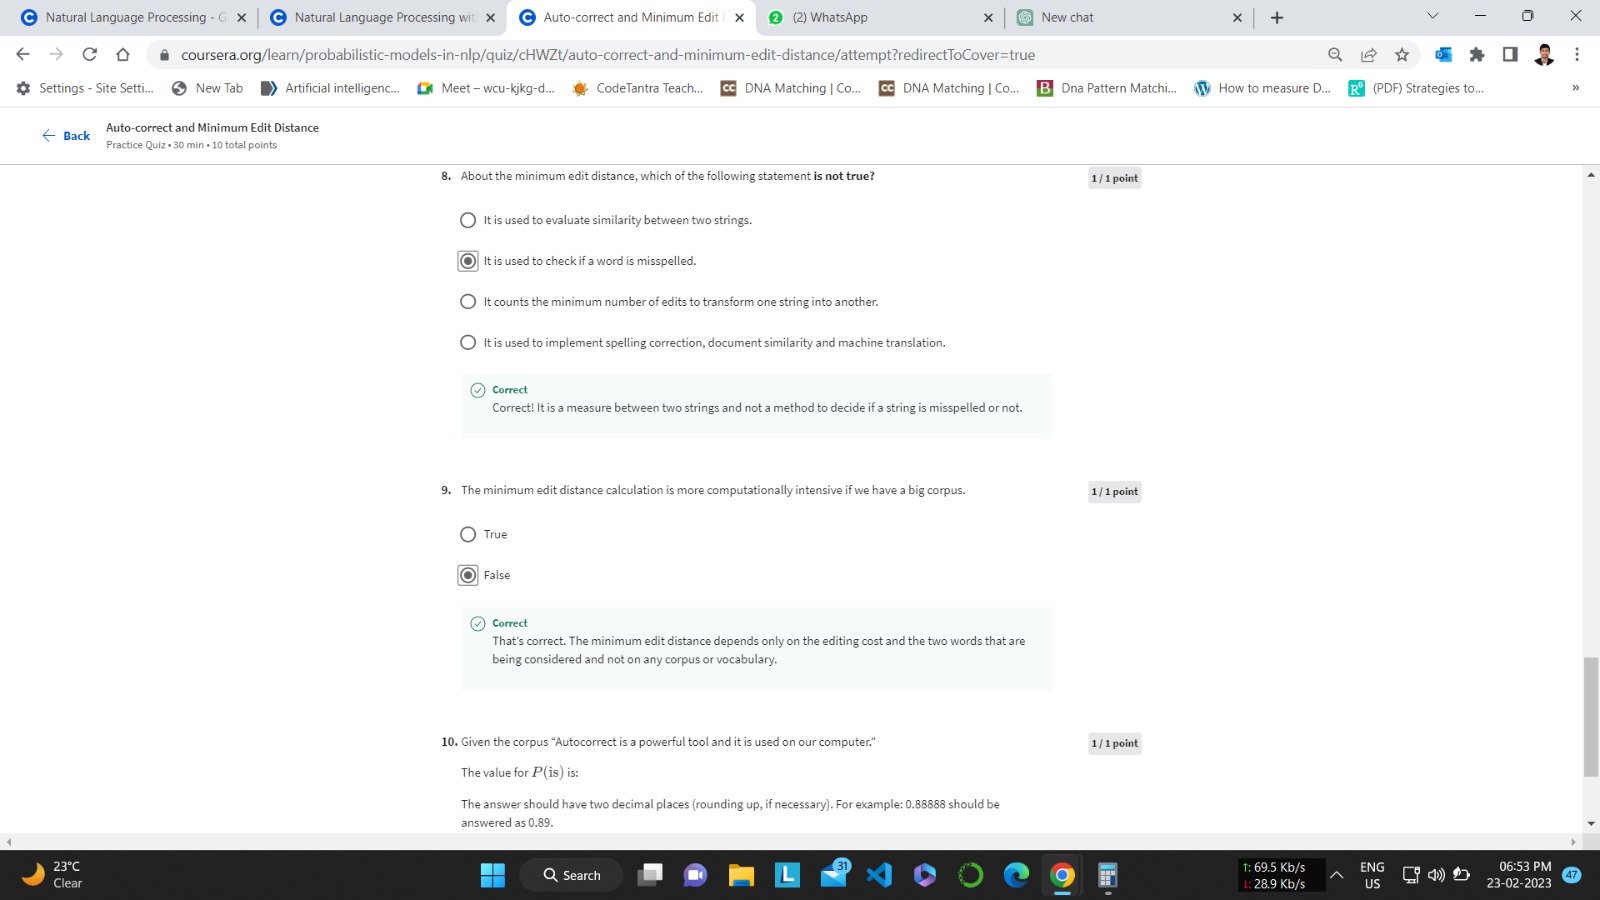 Natural Language Processing - G
Natural Language Processing wit
Auto-correct and Minimum Edit
(2) WhatsApp
New chat
coursera.org/learn/probabilistic-models-in-nlp/quiz/cHWZt/auto-correct-and-minimum-edit-distance/attempt?redirectToCover=true
Settings - Site Setti...
New Tab
Artificial intelligenc...
Meet – wcu-kjkg-d...
CodeTantra Teach...
CC DNA Matching | Co...
CC DNA Matching | Co...
B Dna Pattern Matchi...
How to measure D...
(PDF) Strategies to...
»
Back
Auto-correct and Minimum Edit Distance
Practice Quiz • 30 min • 10 total points
8. About the minimum edit distance, which of the following statement is not true?
1 / 1 point
It is used to evaluate similarity between two strings.
It is used to check if a word is misspelled.
It counts the minimum number of edits to transform one string into another.
It is used to implement spelling correction, document similarity and machine translation.
Correct
Correct! It is a measure between two strings and not a method to decide if a string is misspelled or not.
9. The minimum edit distance calculation is more computationally intensive if we have a big corpus.
1 / 1 point
True
False
Correct
That's correct. The minimum edit distance depends only on the editing cost and the two words that are
being considered and not on any corpus or vocabulary.
10. Given the corpus “Autocorrect is a powerful tool and it is used on our computer.“
1 / 1 point
The value for P(is) is:
The answer should have two decimal places (rounding up, if necessary). For example: 0.88888 should be
answered as 0.89.
23°C
Clear
Search
L
31
↑: 69.5 Kb/s
↓: 28.9 Kb/s
ENG
US
06:53 PM
23-02-2023
47